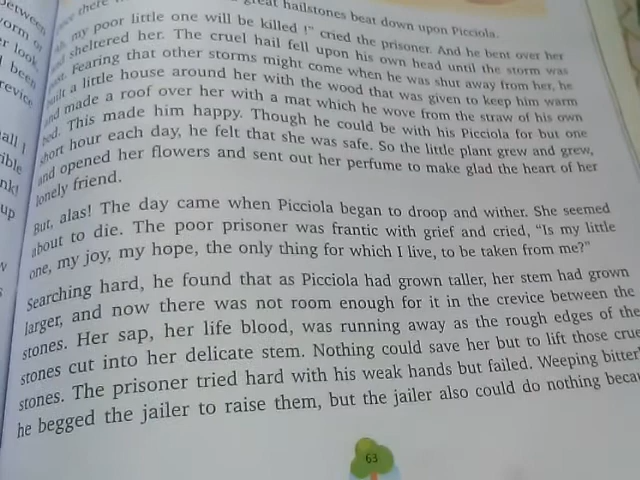 great hailstones beat down upon Picciola.
my poor little one will be killed !" cried the prisoner. And he bent over her
sheltered her. The cruel hail fell upon his own head until the storm was
Fearing that other storms might come when he was shut away from her, he
a little house around her with the wood that was given to keep him warm
and made a roof over her with a mat which he wove from the straw of his own
bed. This made him happy. Though he could be with his Picciola for but one
short hour each day, he felt that she was safe. So the little plant grew and grew,
and opened her flowers and sent out her perfume to make glad the heart of her
lonely friend.
But, alas! The day came when Picciola began to droop and wither. She seemed
about to die. The poor prisoner was frantic with grief and cried, "Is my little
one, my joy, my hope, the only thing for which I live, to be taken from me?"
Searching hard, he found that as Picciola had grown taller, her stem had grown
larger, and now there was not room enough for it in the crevice between the
stones. Her sap, her life blood, was running away as the rough edges of the
stones cut into her delicate stem. Nothing could save her but to lift those
stones. The prisoner tried hard with his weak hands but failed. Weeping
he begged the jailer to raise them, but the jailer also could do nothing
63